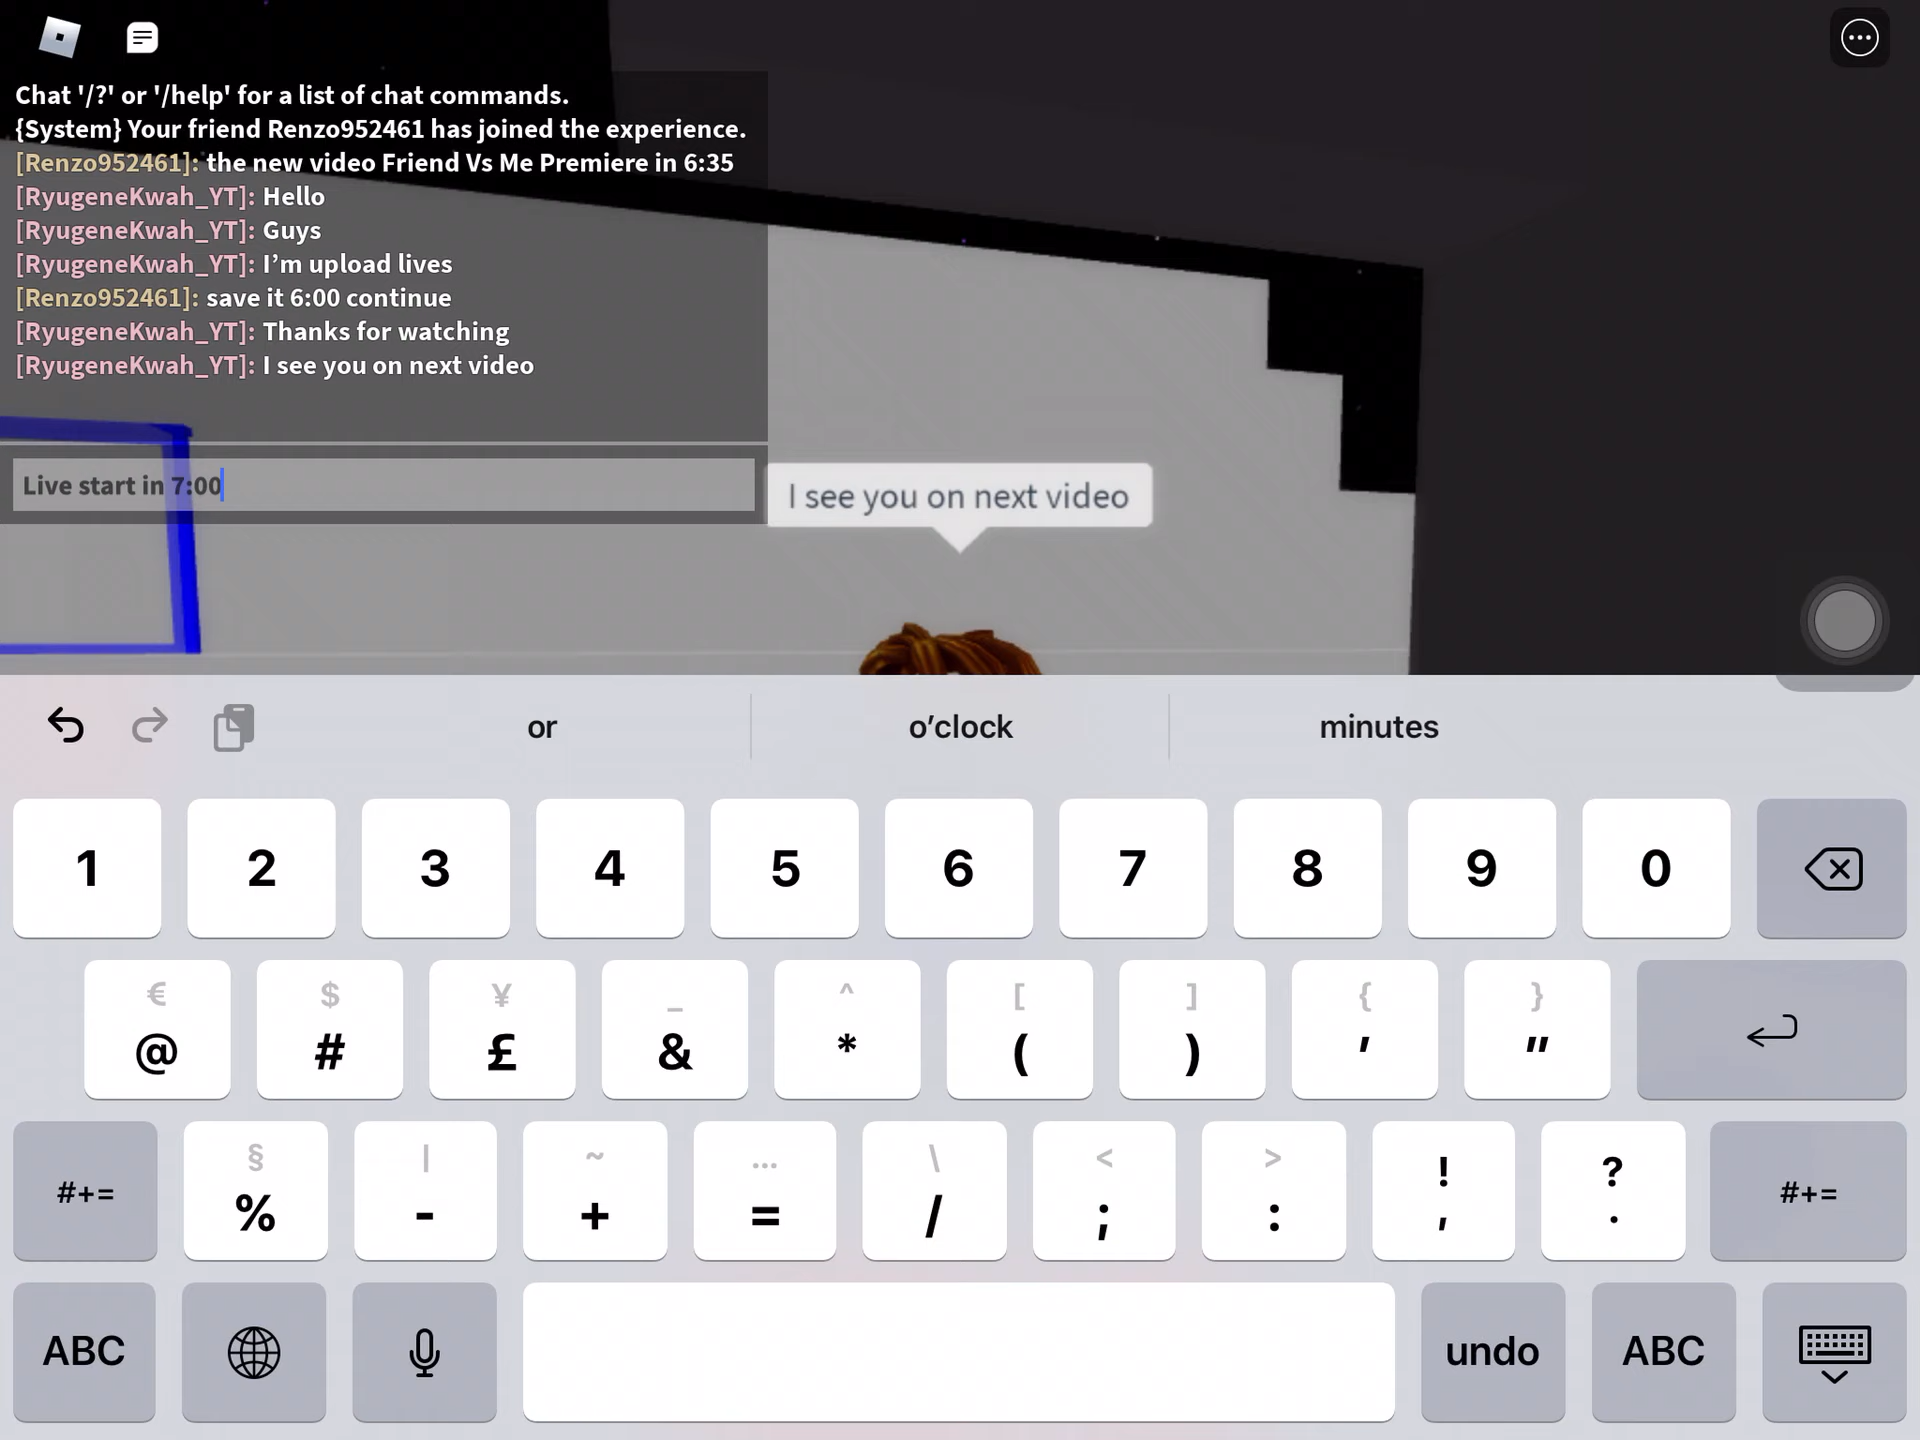 Chat '/?' or '/help' for a list of chat commands.
{System} Your friend Renzo952461 has joined the experience.
[Renzo952461]: the new video Friend Vs Me Premiere in 6:35
[RyugeneKwah_YT]: Hello
[RyugeneKwah_YT]: Guys
[RyugeneKwah_YT]: I’m upload lives
[Renzo952461]: save it 6:00 continue
[RyugeneKwah_YT]: Thanks for watching
[RyugeneKwah_YT]: I see you on next video
Live start in 7:00
I see you on next video
or o’clock minutes
1 2 3 4 5 6 7 8 9 0
€ $ ¥ _ ^ [ ] { }
@ # £ & * ( ) ' "
#+= § | ~ … \ < > ! ? #+=
% - + = / ; : , .
ABC undo ABC